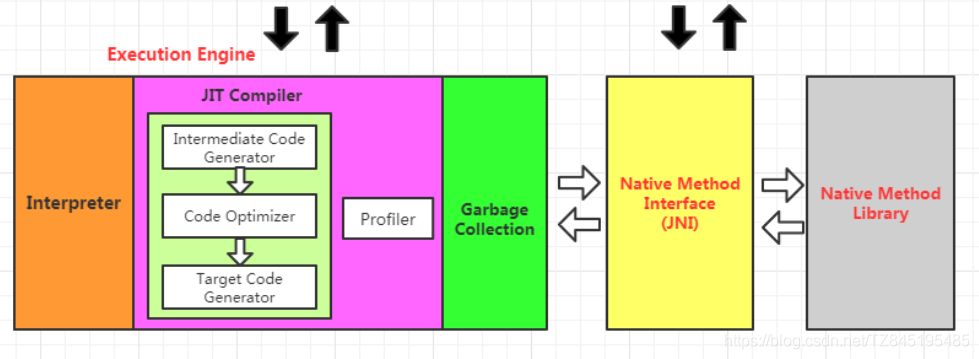 Execution Engine
JIT Compiler
Intermediate Code
Generator
Interpreter
Code Optimizer
Profiler
Target Code
Generator
Garbage
Collection
Native Method
Interface
(JNI)
Native Method
Library
https://blog.csdn.net/TZ845195485